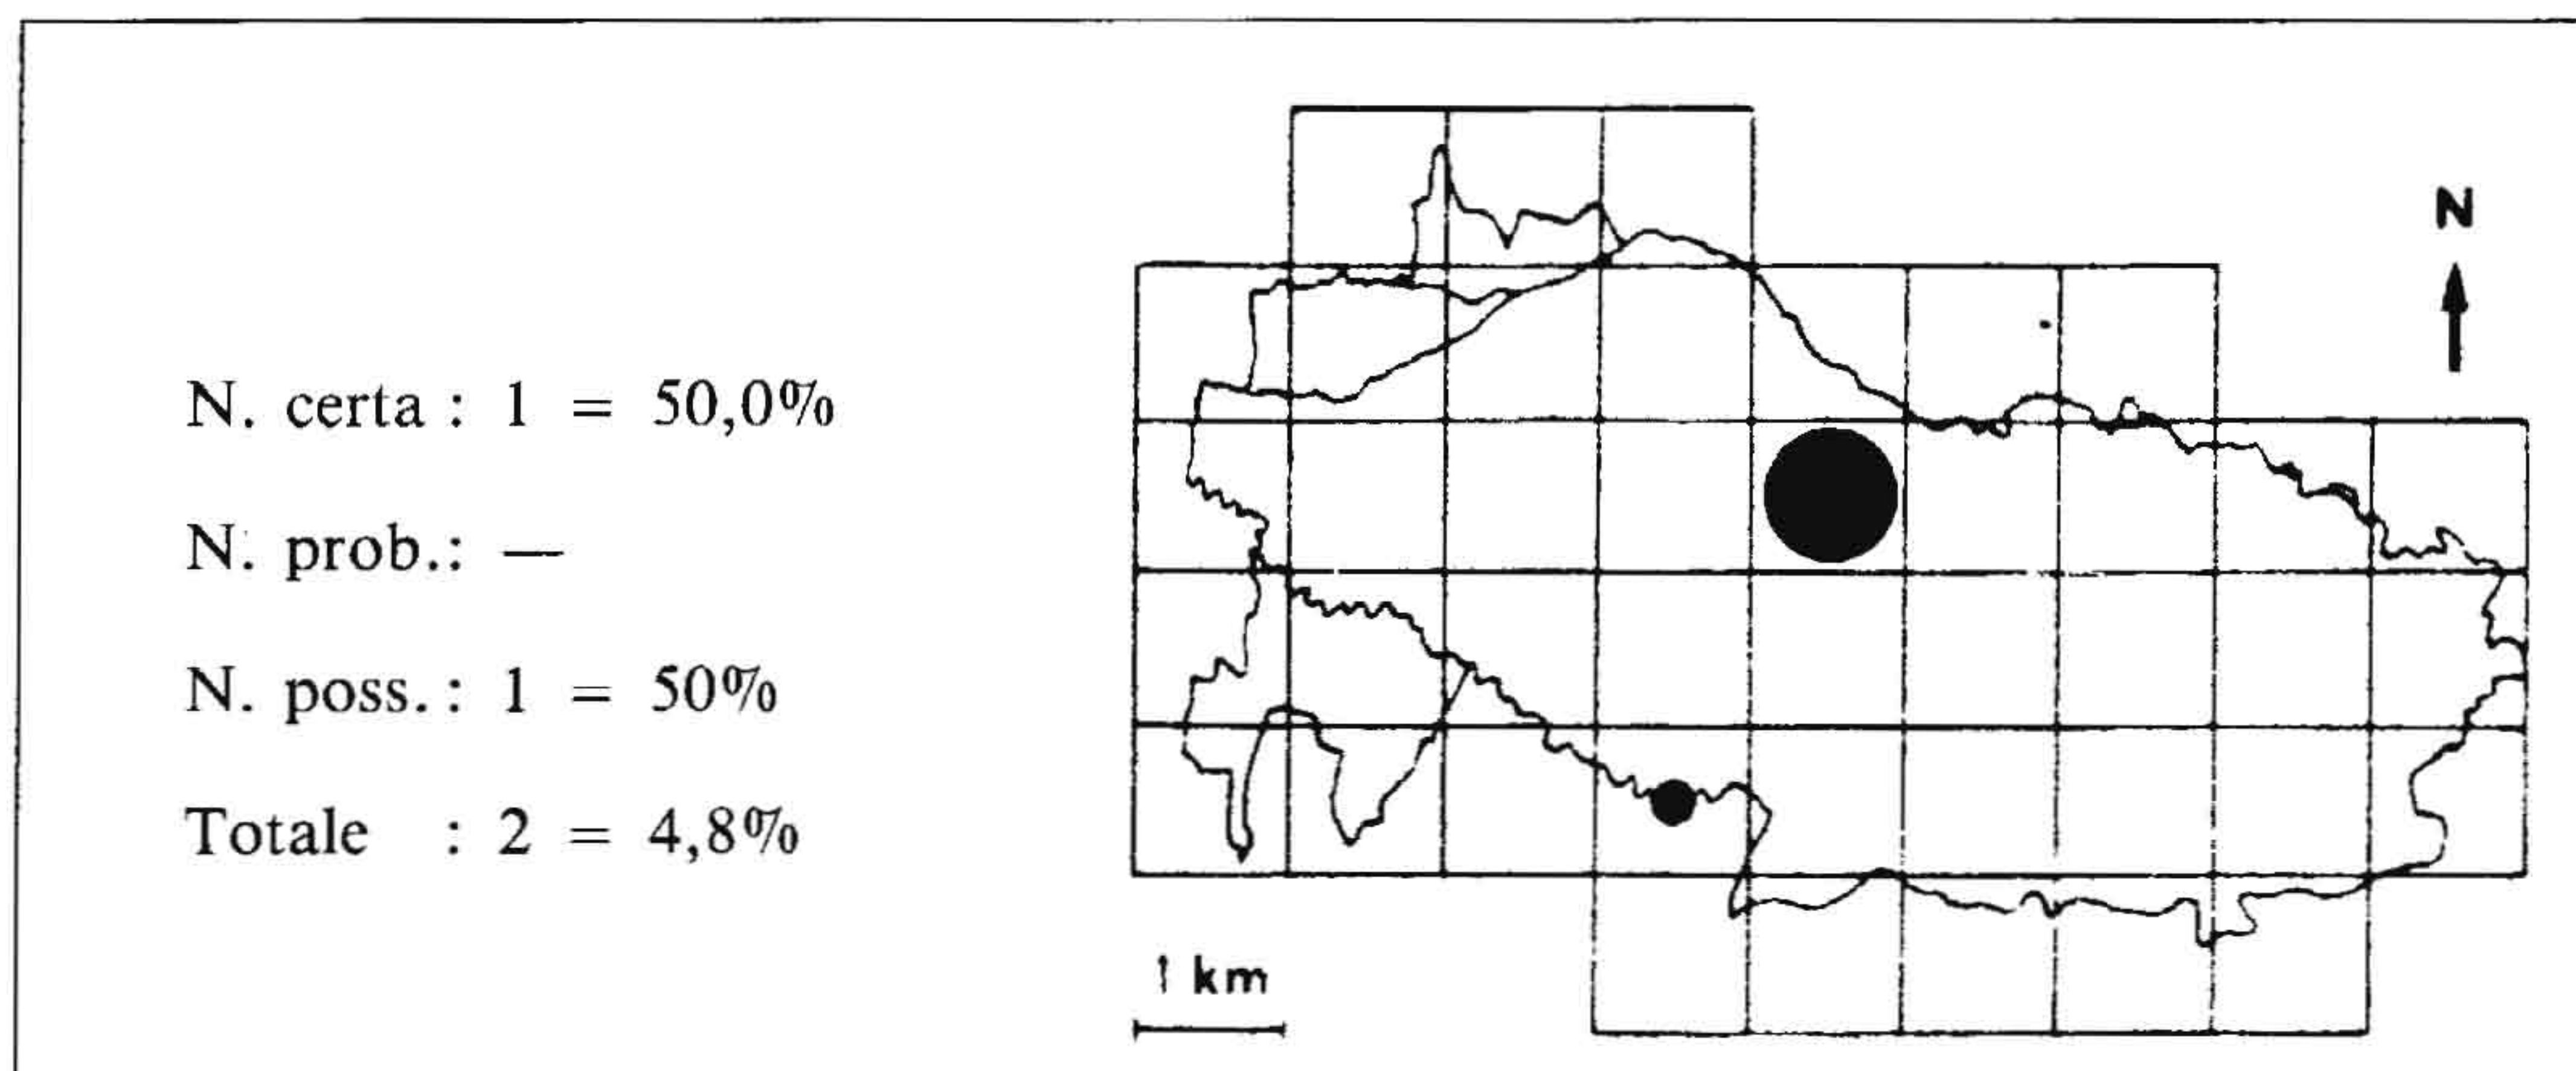 N. certa : 1 = 50,0%
N. prob.: —
N. poss. : 1 = 50%
Totale : 2 = 4,8%
N
1 km